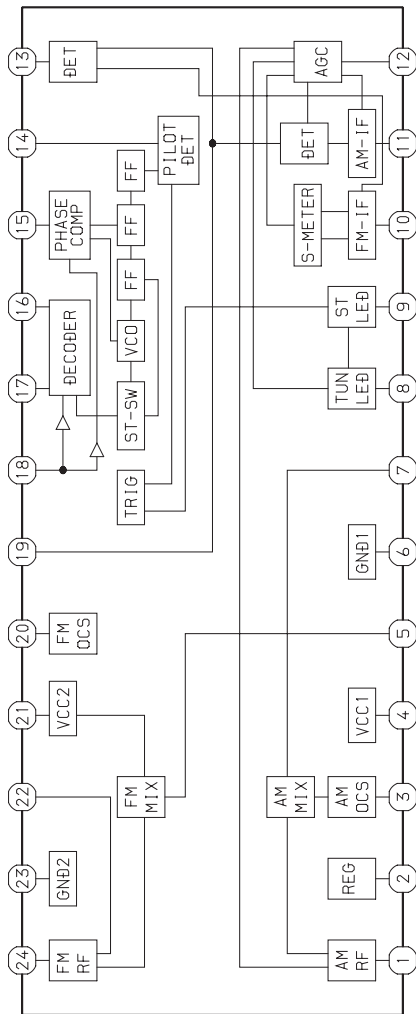 24
23
22
21
20
19
18
17
16
15
14
13
FM
RF
GND2
VCC2
FM
OCS
DECODER
PHASE
COMP
DET
FM
MIX
TRIG
ST-SW
VCO
FF
FF
FF
PILOT
DET
AM
MIX
S-METER
DET
AGC
AM
RF
REG
AM
OCS
VCC1
GND1
TUN
LED
ST
LED
FM-IF
AM-IF
1
2
3
4
5
6
7
8
9
10
11
12